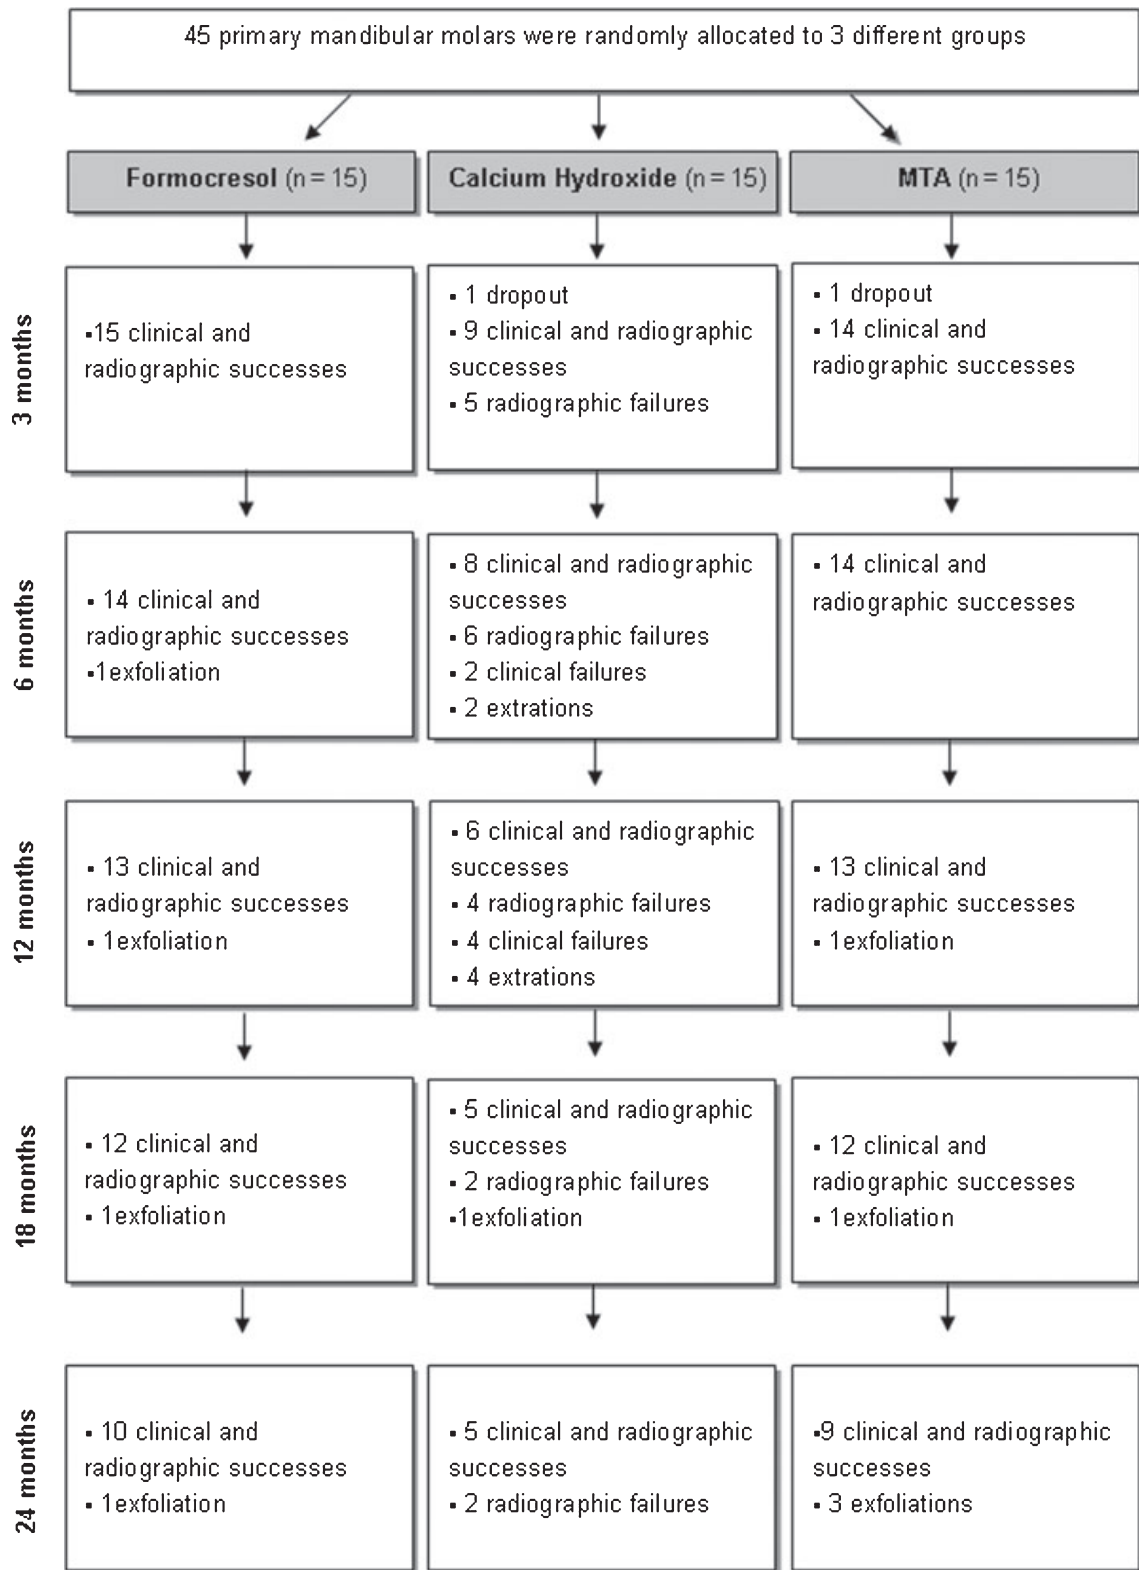 45 primary mandibular molars were randomly allocated to 3 different groups
Formocresol (n = 15)
Calcium Hydroxide (n = 15)
MTA (n = 15)
3 months
▪15 clinical and
radiographic successes
▪ 1 dropout
▪ 9 clinical and radiographic
successes
▪ 5 radiographic failures
▪ 1 dropout
▪ 14 clinical and
radiographic successes
6 months
▪ 14 clinical and
radiographic successes
▪1exfoliation
▪ 8 clinical and radiographic
successes
▪ 6 radiographic failures
▪ 2 clinical failures
▪ 2 extrations
▪ 14 clinical and
radiographic successes
12 months
▪ 13 clinical and
radiographic successes
▪ 1exfoliation
▪ 6 clinical and radiographic
successes
▪ 4 radiographic failures
▪ 4 clinical failures
▪ 4 extrations
▪ 13 clinical and
radiographic successes
▪ 1exfoliation
18 months
▪ 12 clinical and
radiographic successes
▪ 1exfoliation
▪ 5 clinical and radiographic
successes
▪ 2 radiographic failures
▪1exfoliation
▪ 12 clinical and
radiographic successes
▪ 1exfoliation
24 months
▪ 10 clinical and
radiographic successes
▪ 1exfoliation
▪ 5 clinical and radiographic
successes
▪ 2 radiographic failures
▪9 clinical and radiographic
successes
▪ 3 exfoliations